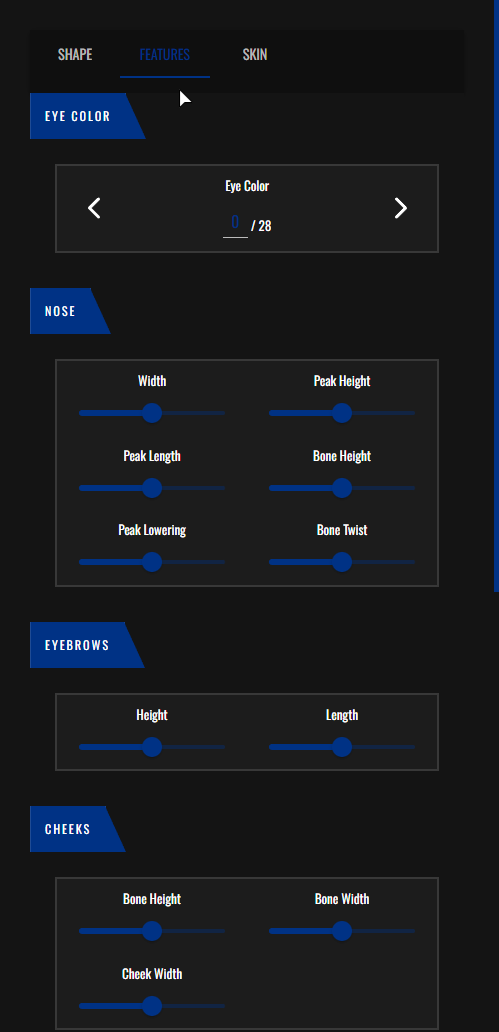 SHAPE FEATURES SKIN
EYE COLOR
Eye Color
0 / 28
NOSE
Width Peak Height
Peak Length Bone Height
Peak Lowering Bone Twist
EYEBROWS
Height Length
CHEEKS
Bone Height Bone Width
Cheek Width